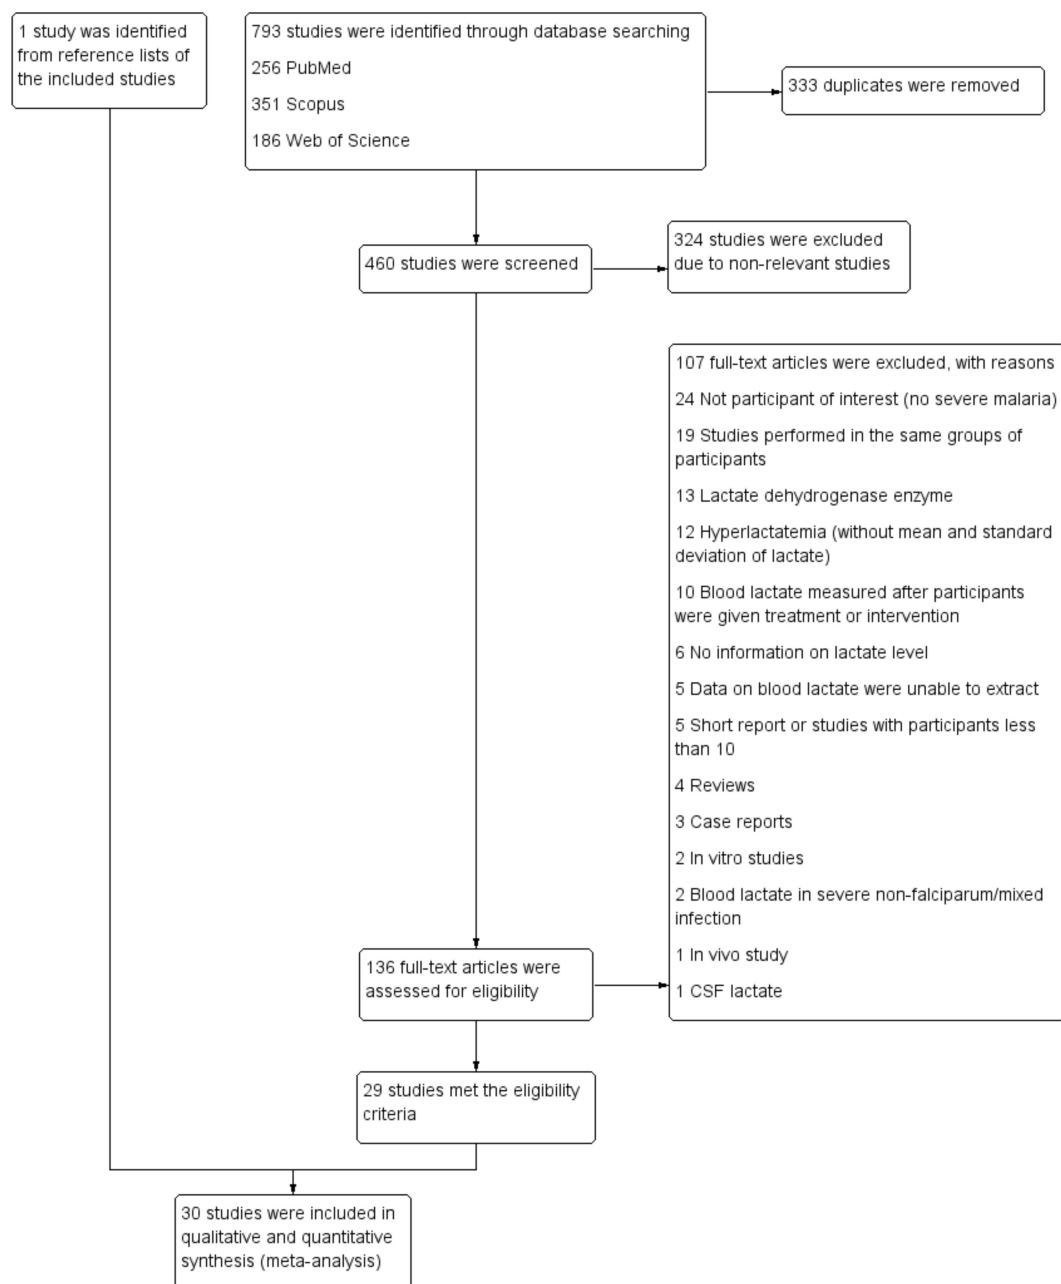 1 study was identified
from reference lists of
the included studies
793 studies were identified through database searching
256 PubMed
351 Scopus
186 Web of Science
333 duplicates were removed
460 studies were screened
324 studies were excluded
due to non-relevant studies
107 full-text articles were excluded, with reasons
24 Not participant of interest (no severe malaria)
19 Studies performed in the same groups of
participants
13 Lactate dehydrogenase enzyme
12 Hyperlactatemia (without mean and standard
deviation of lactate)
10 Blood lactate measured after participants
were given treatment or intervention
6 No information on lactate level
5 Data on blood lactate were unable to extract
5 Short report or studies with participants less
than 10
4 Reviews
3 Case reports
2 In vitro studies
2 Blood lactate in severe non-falciparum/mixed
infection
1 In vivo study
1 CSF lactate
136 full-text articles were
assessed for eligibility
29 studies met the eligibility
criteria
30 studies were included in
qualitative and quantitative
synthesis (meta-analysis)